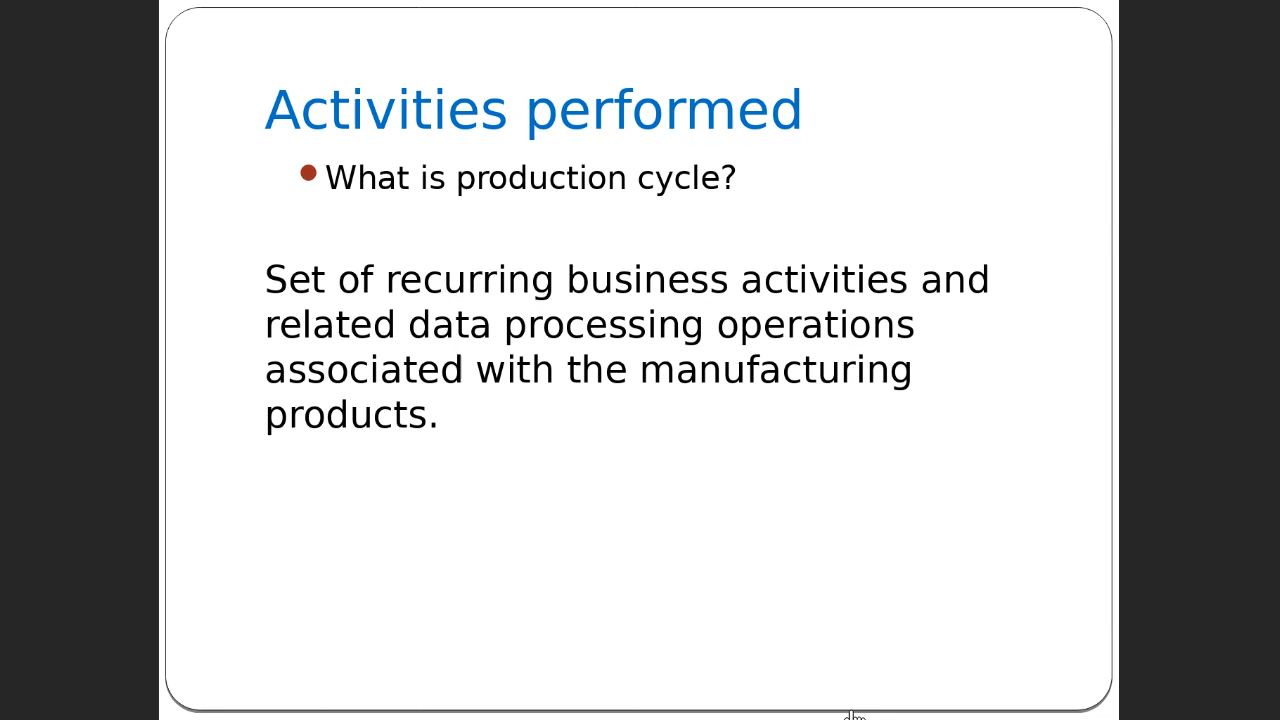 Activities performed
What is production cycle?
Set of recurring business activities and
related data processing operations
associated with the manufacturing
products.